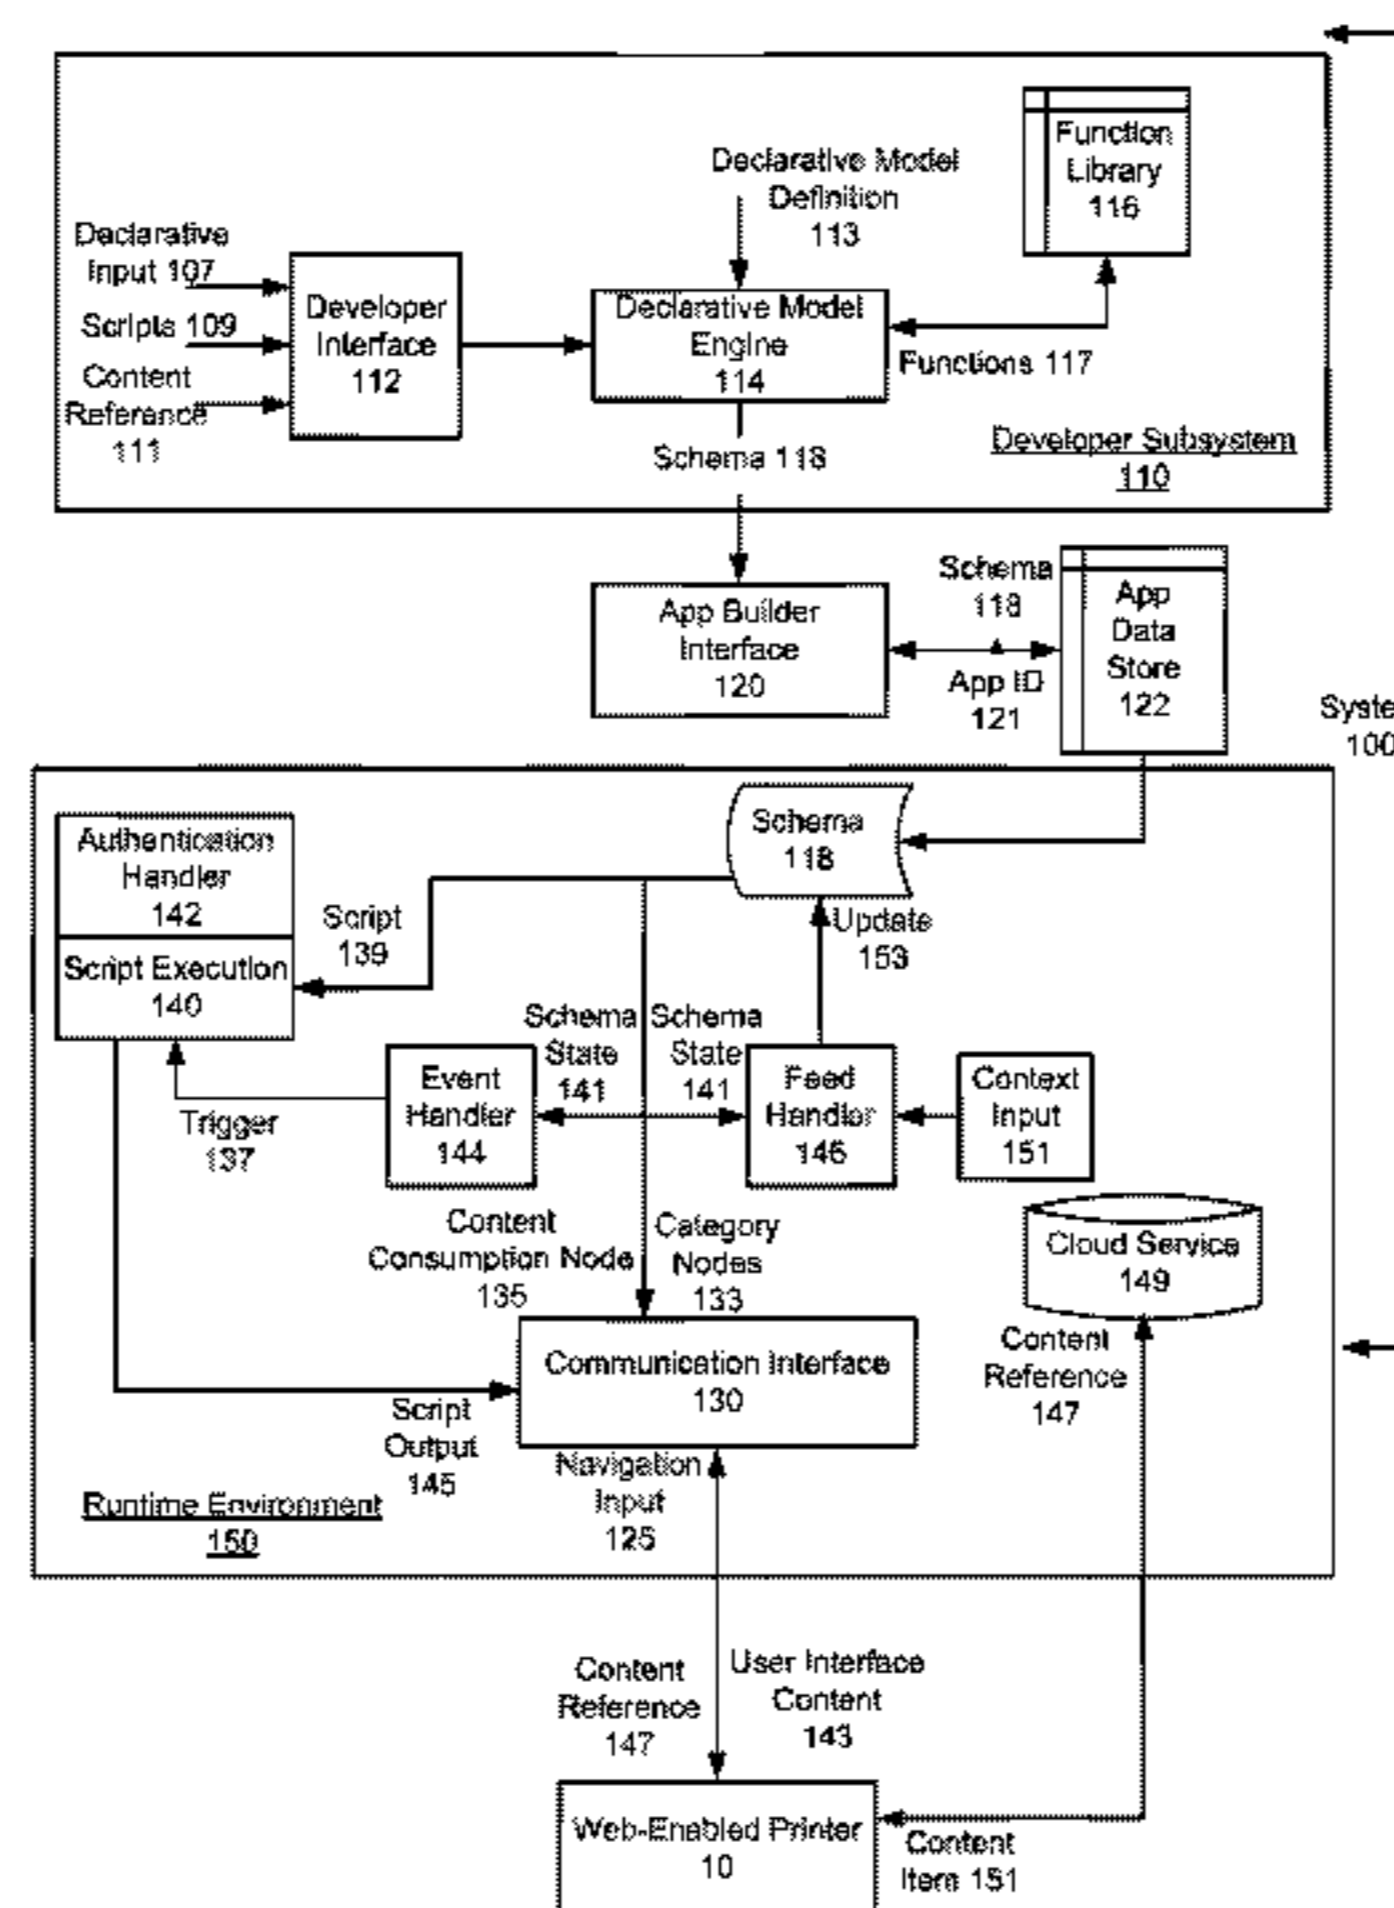 Function
Library
116
Declarative Model
Definition
113
Declarative
Input 107
Scripts 109
Content
Reference
111
Developer
Interface
112
Declarative Model
Engine
114
Functions 117
Schema 118
Developer Subsystem
110
App Builder
Interface
120
Schema
118
App ID
121
App
Data
Store
122
Syste
100
Authentication
Handler
142
Script Execution
140
Script
139
Schema
118
Update
153
Schema
State
141
Schema
State
141
Event
Handler
144
Feed
Handler
146
Context
Input
151
Trigger
137
Content
Consumption Node
135
Category
Nodes
133
Cloud Service
149
Communication Interface
130
Content
Reference
147
Script
Output
145
Navigation
Input
125
Runtime Environment
150
Content
Reference
147
User Interface
Content
143
Web-Enabled Printer
10
Content
Item 151